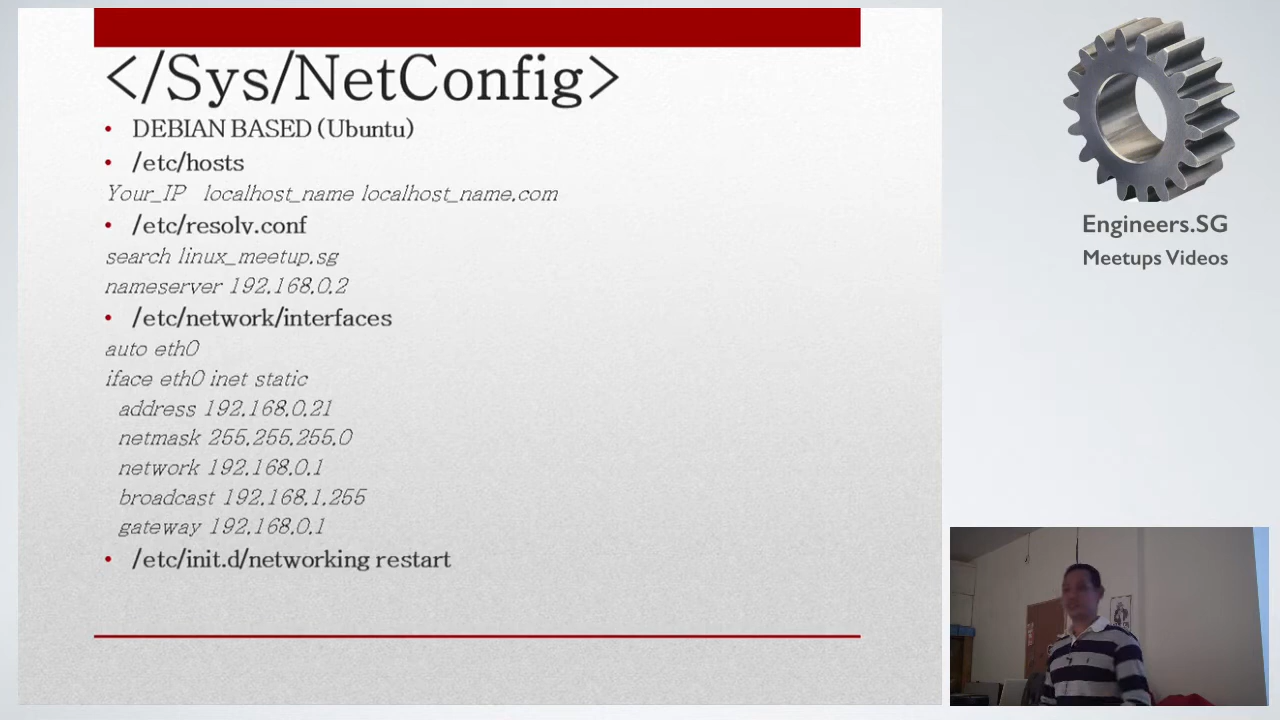 </Sys/NetConfig>
• DEBIAN BASED (Ubuntu)
• /etc/hosts
Your_IP localhost_name localhost_name.com
• /etc/resolv.conf
search linux_meetup.sg
nameserver 192.168.0.2
• /etc/network/interfaces
auto eth0
iface eth0 inet static
address 192.168.0.21
netmask 255.255.255.0
network 192.168.0.1
broadcast 192.168.1.255
gateway 192.168.0.1
• /etc/init.d/networking restart
Engineers.SG
Meetups Videos